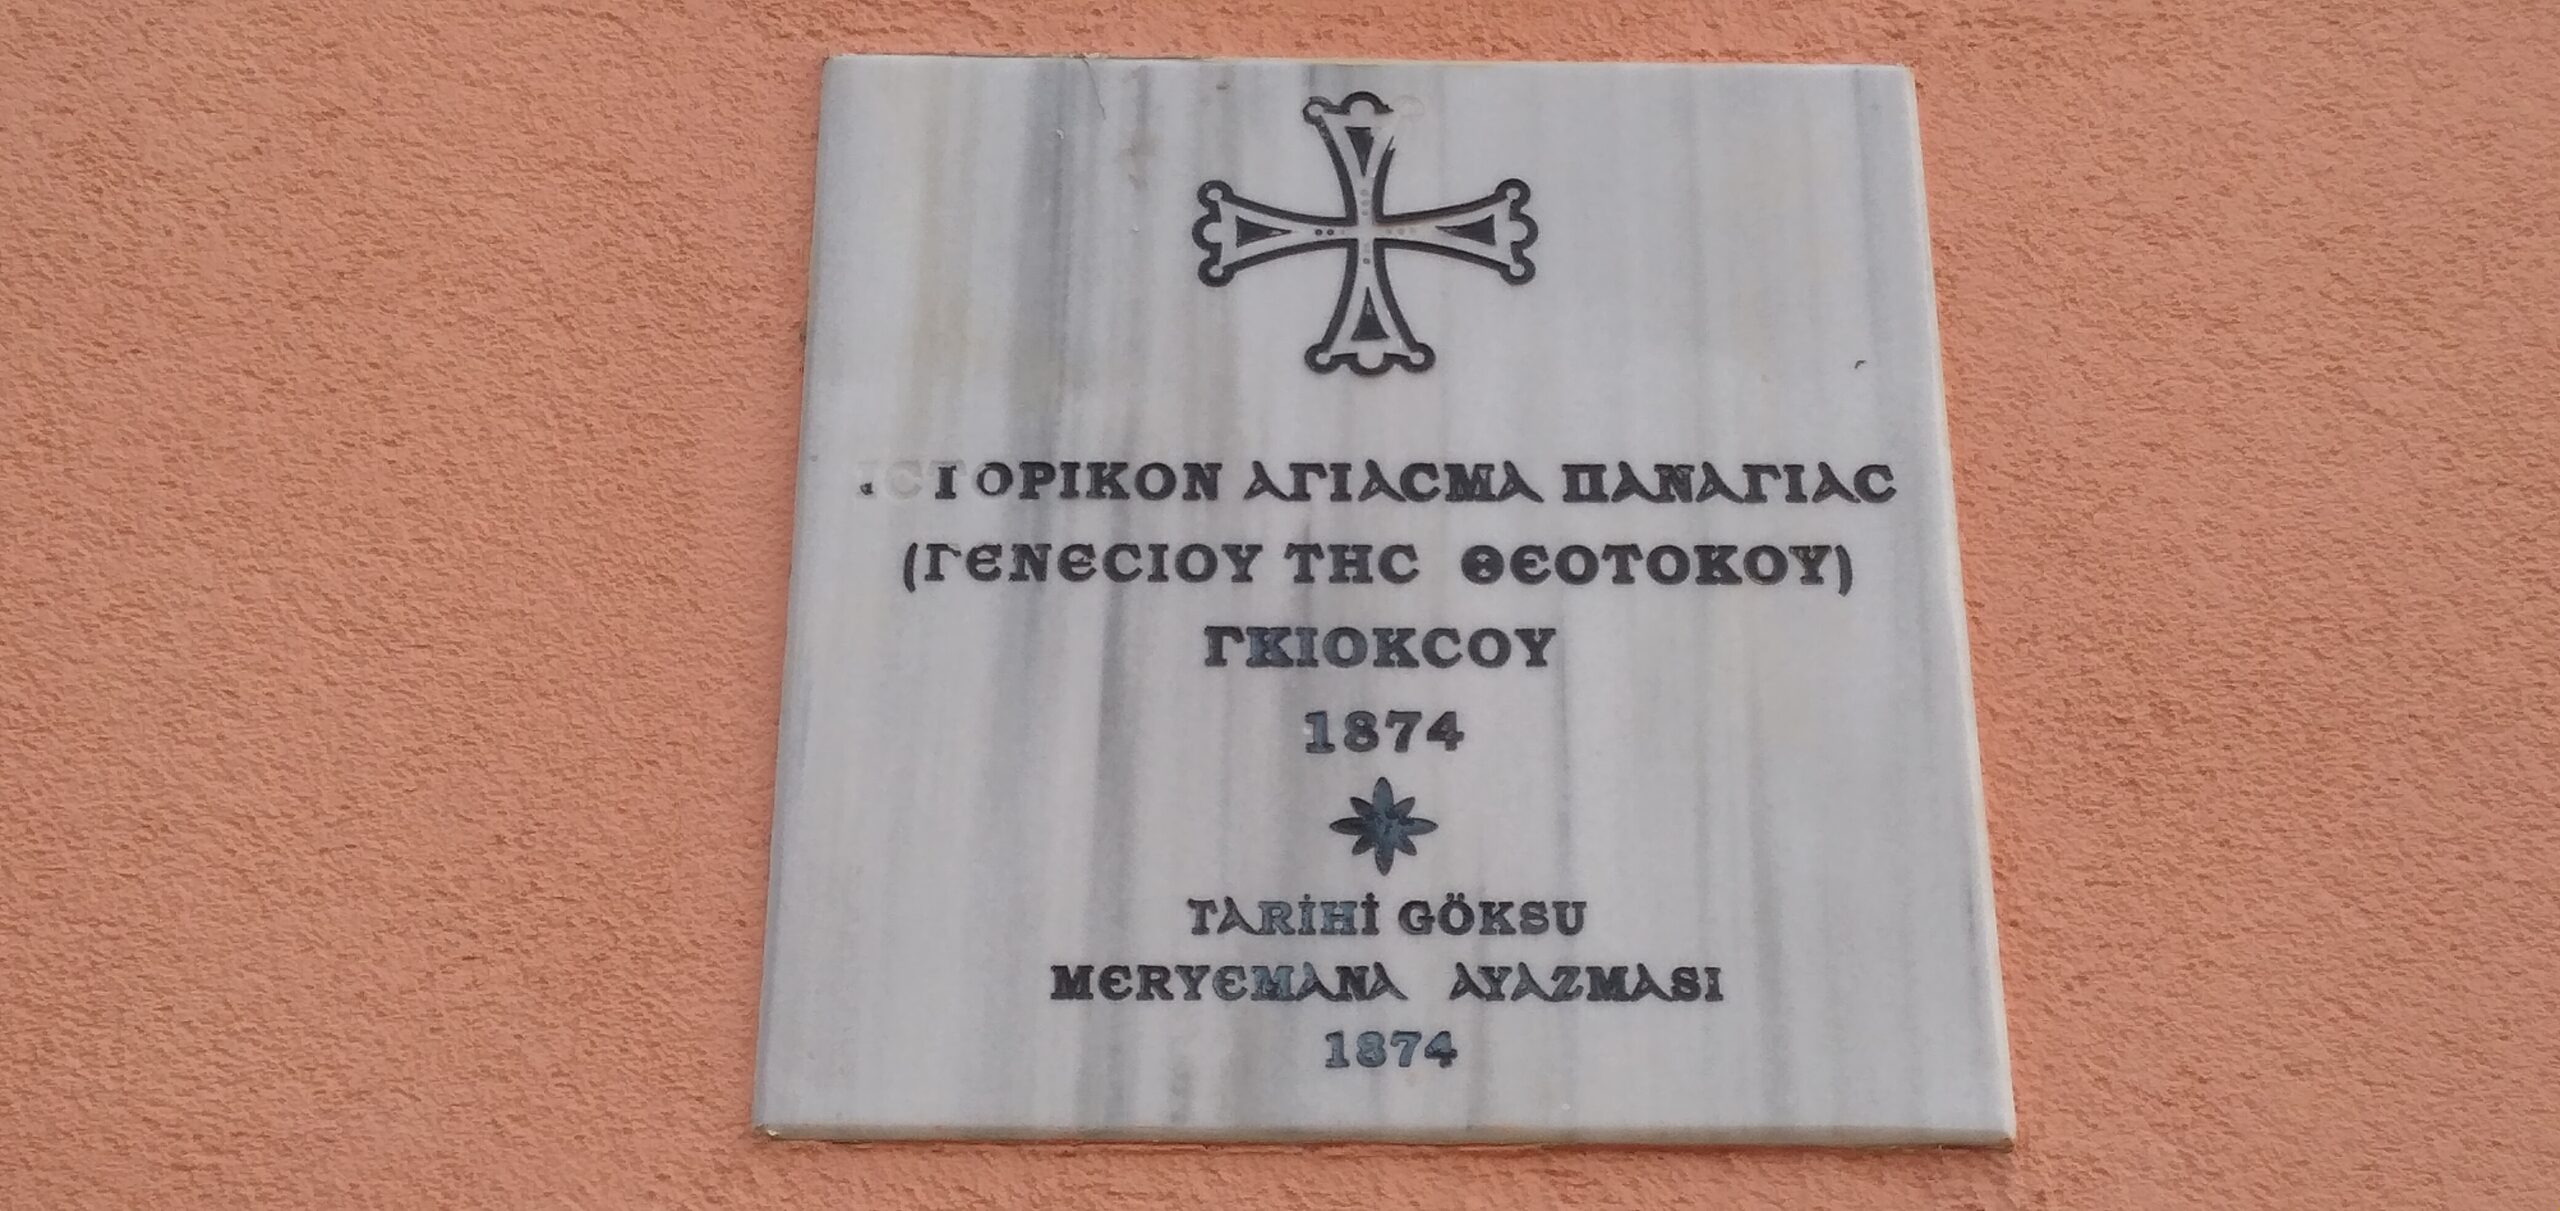 ΙCΤΟΡΙΚΟΝ ΑΓΙΑCΜΑ ΠΑΝΑΓΙΑC
(ΓΕΝΕCΙΟΥ ΤΗC ΘΕΟΤΟΚΟΥ)
ΓΚΙΟΚCΟΥ
1874
TARİHİ GÖKSU
MERYEMANA AYAZMASI
1874